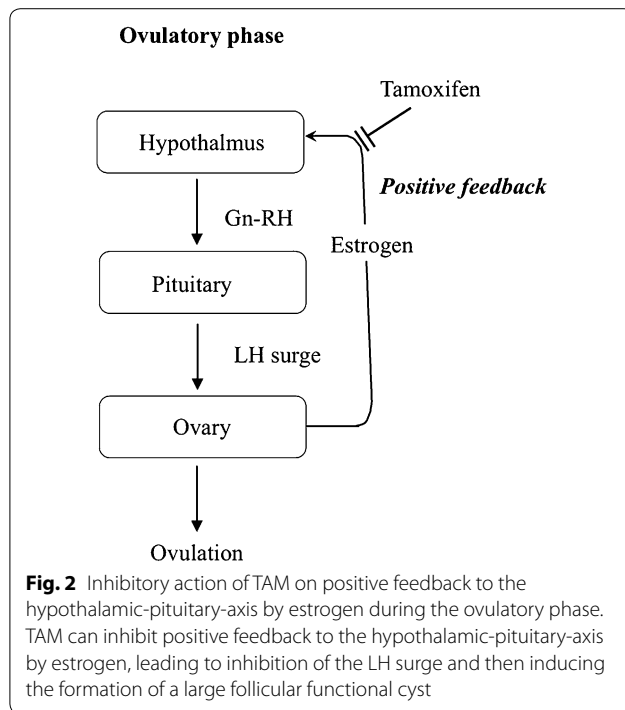 Ovulatory phase
Tamoxifen
Hypothalmus
Positive feedback
Gn-RH
Estrogen
Pituitary
LH surge
Ovary
Ovulation
Fig. 2 Inhibitory action of TAM on positive feedback to the
hypothalamic-pituitary-axis by estrogen during the ovulatory phase.
TAM can inhibit positive feedback to the hypothalamic-pituitary-axis
by estrogen, leading to inhibition of the LH surge and then inducing
the formation of a large follicular functional cyst